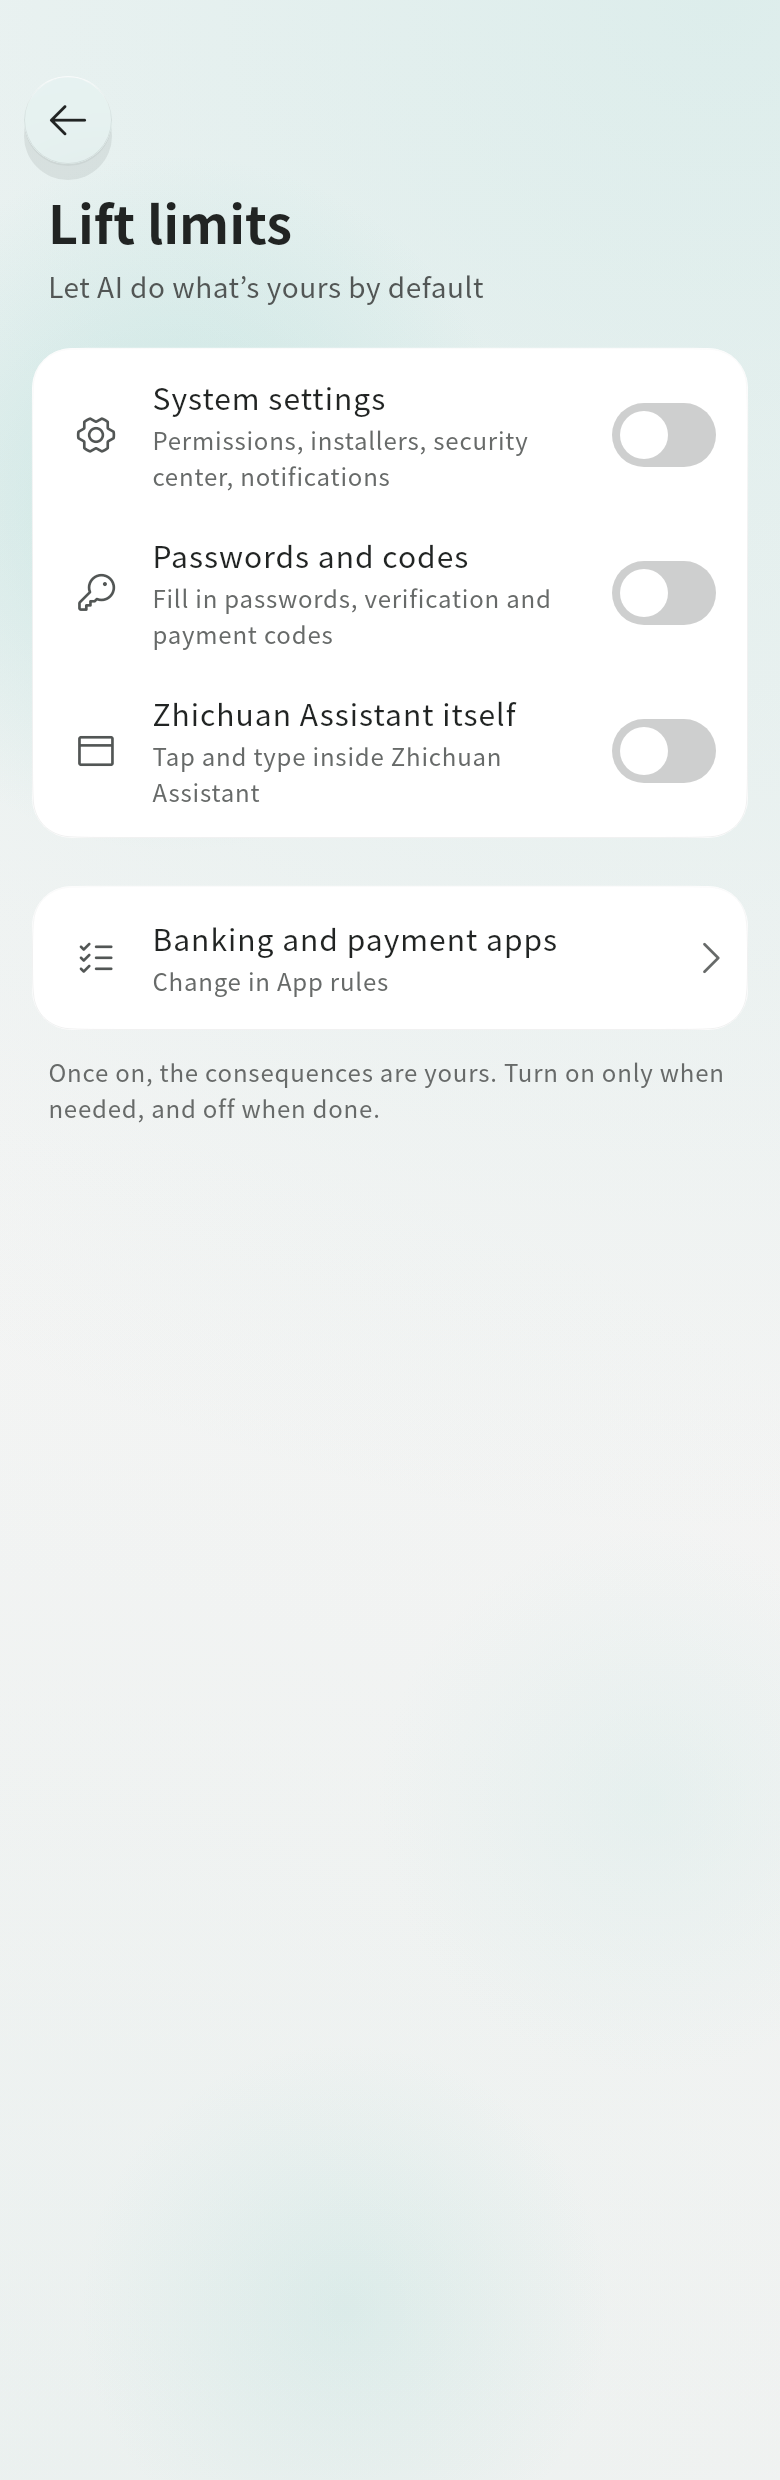 Lift limits
Let AI do what’s yours by default
System settings
Permissions, installers, security
center, notifications
Passwords and codes
Fill in passwords, verification and
payment codes
Zhichuan Assistant itself
Tap and type inside Zhichuan
Assistant
Banking and payment apps
Change in App rules
Once on, the consequences are yours. Turn on only when
needed, and off when done.